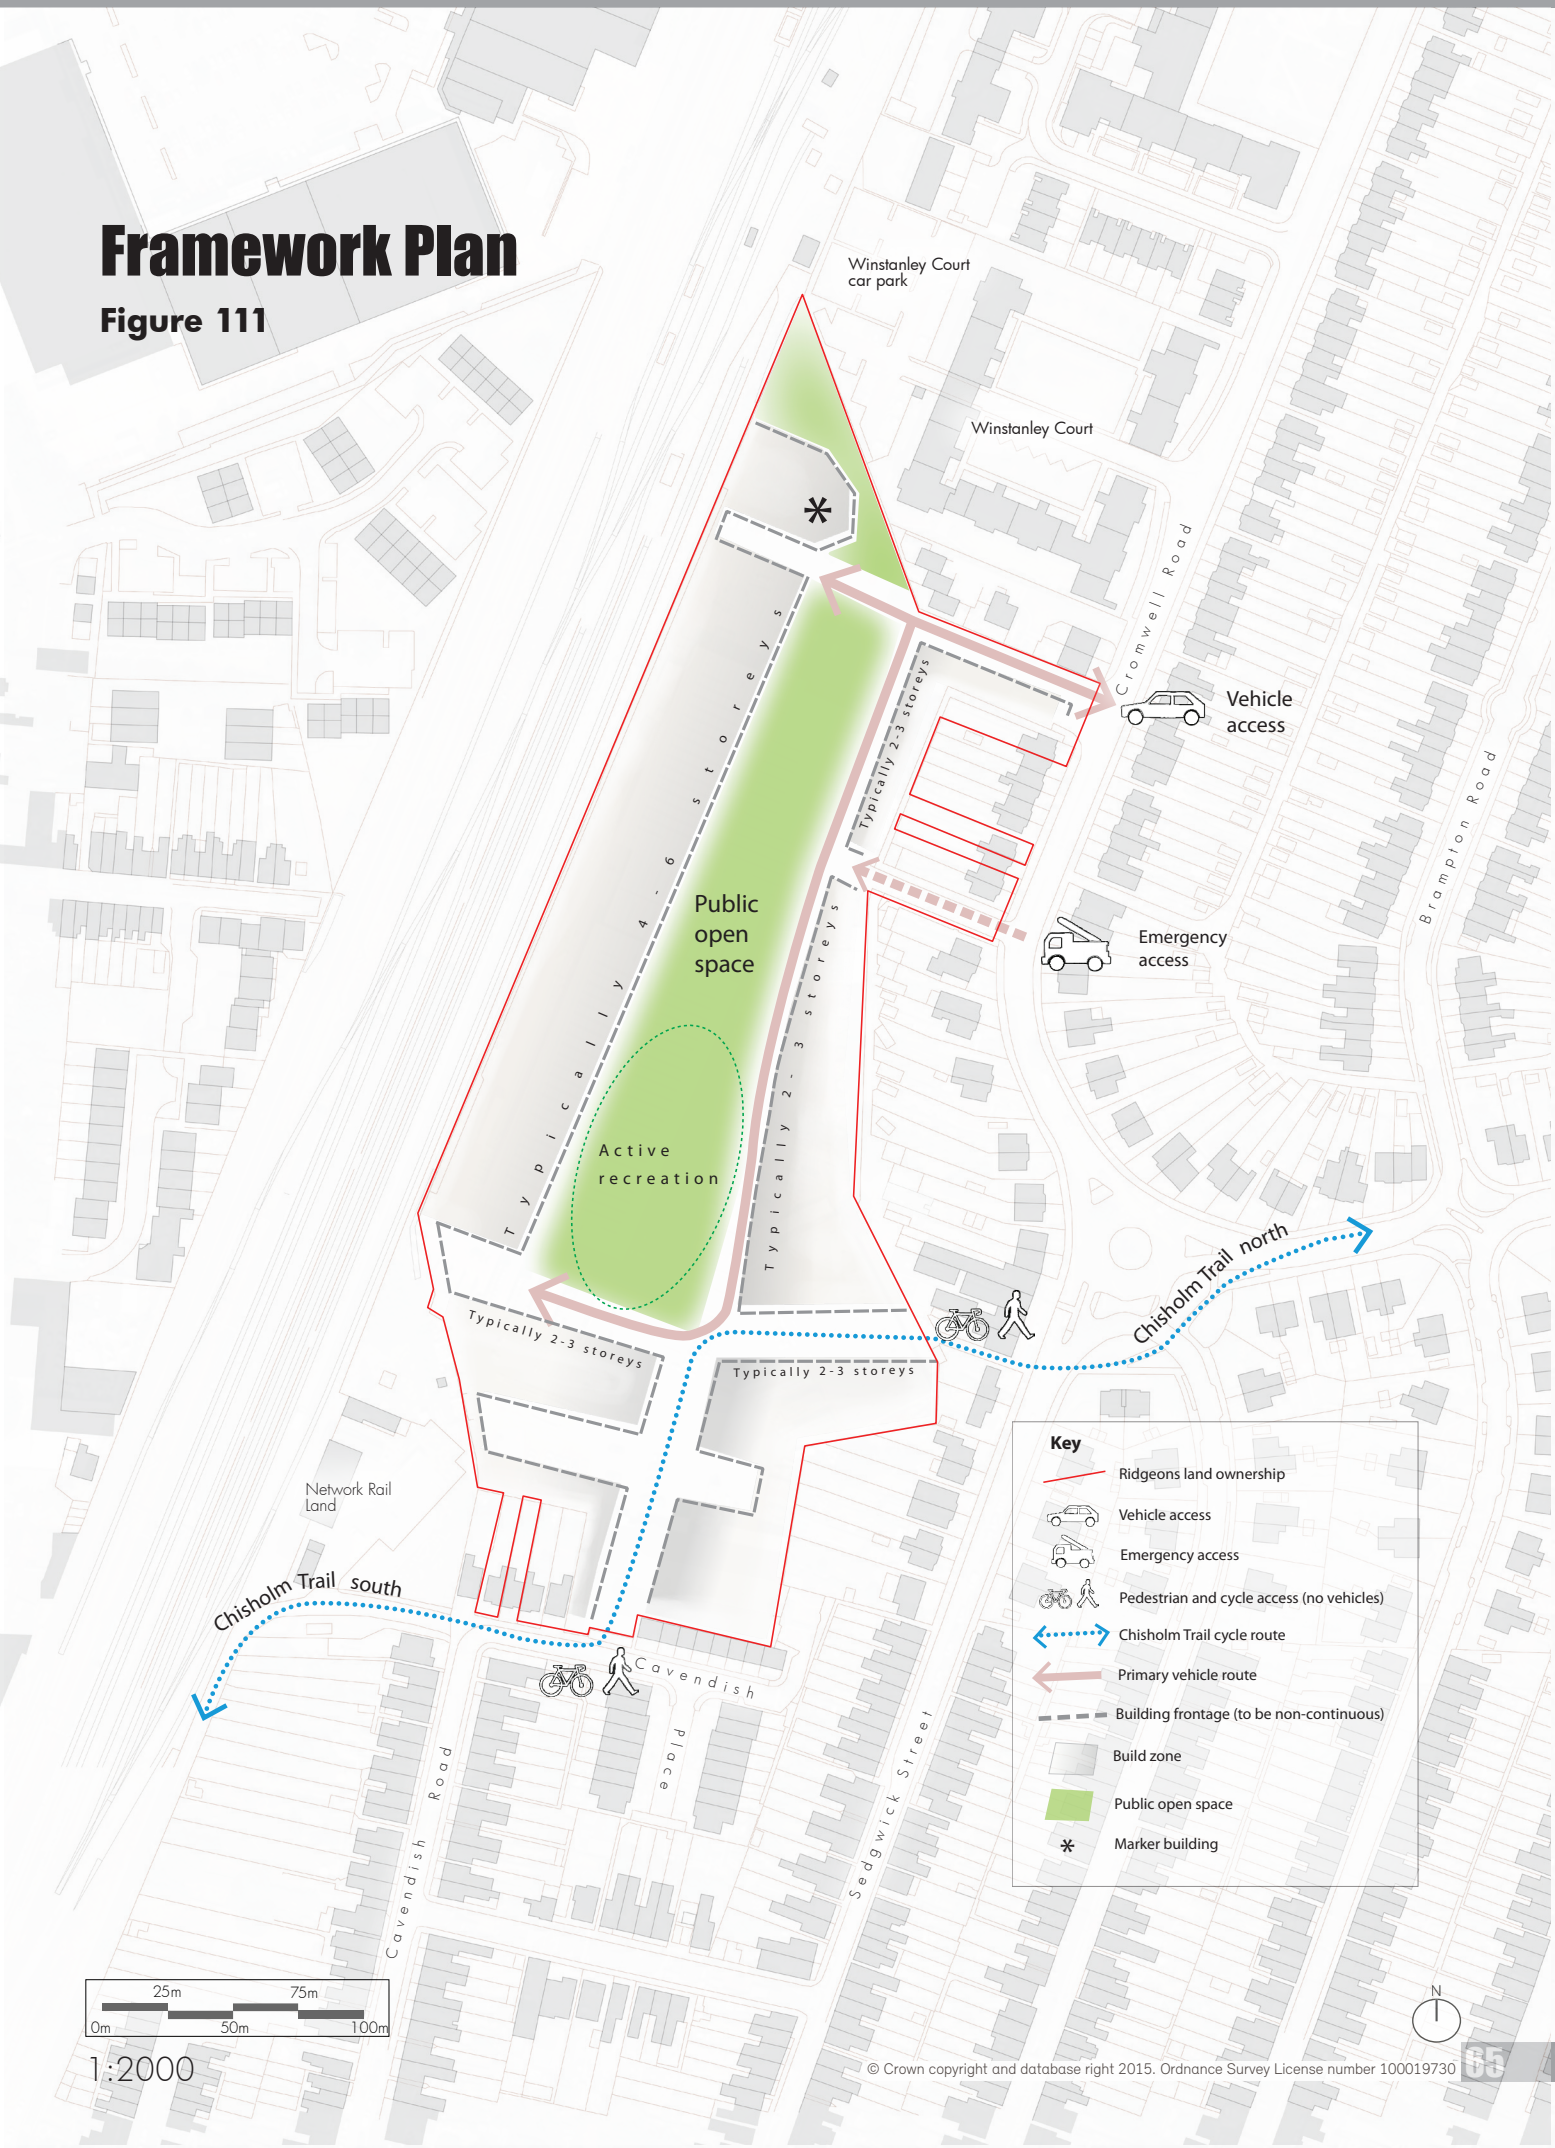 Framework Plan
Figure 111
Winstanley Court
car park
Winstanley Court
Cromwell Road
Vehicle
access
Typically 4-6 storeys
Typically 2-3 storeys
Brampton Road
Public
open
space
Emergency
access
Typically 2-3 storeys
Active
recreation
Chisholm Trail north
Typically 2-3 storeys
Typically 2-3 storeys
Network Rail
Land
Chisholm Trail south
Cavendish
Place
Cavendish Road
Sedgwick Street
Key
Ridgeons land ownership
Vehicle access
Emergency access
Pedestrian and cycle access (no vehicles)
Chisholm Trail cycle route
Primary vehicle route
Building frontage (to be non-continuous)
Build zone
Public open space
* Marker building
25m 75m
0m 50m 100m
1:2000
N
© Crown copyright and database right 2015. Ordnance Survey License number 100019730
65